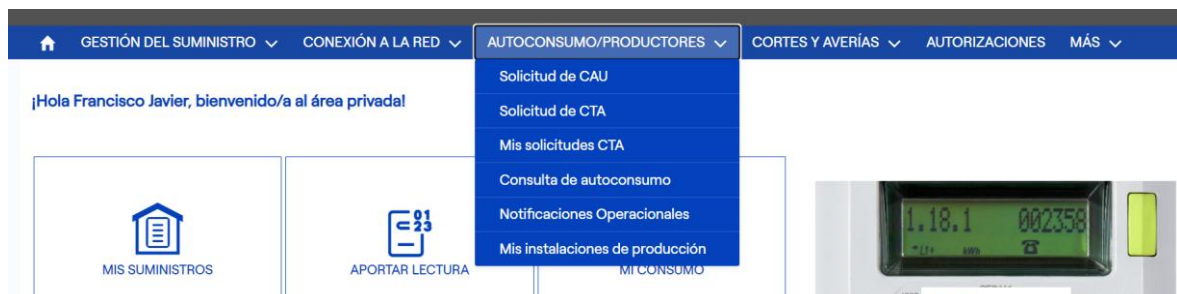 GESTIÓN DEL SUMINISTRO CONEXIÓN A LA RED AUTOCONSUMO/PRODUCTORES CORTES Y AVERÍAS AUTORIZACIONES MÁS
Solicitud de CAU
¡Hola Francisco Javier, bienvenido/a al área privada!
Solicitud de CTA
Mis solicitudes CTA
Consulta de autoconsumo
Notificaciones Operacionales
Mis instalaciones de producción
MIS SUMINISTROS
01
23
APORTAR LECTURA
MI CONSUMO
1.18.1 002358
kWh